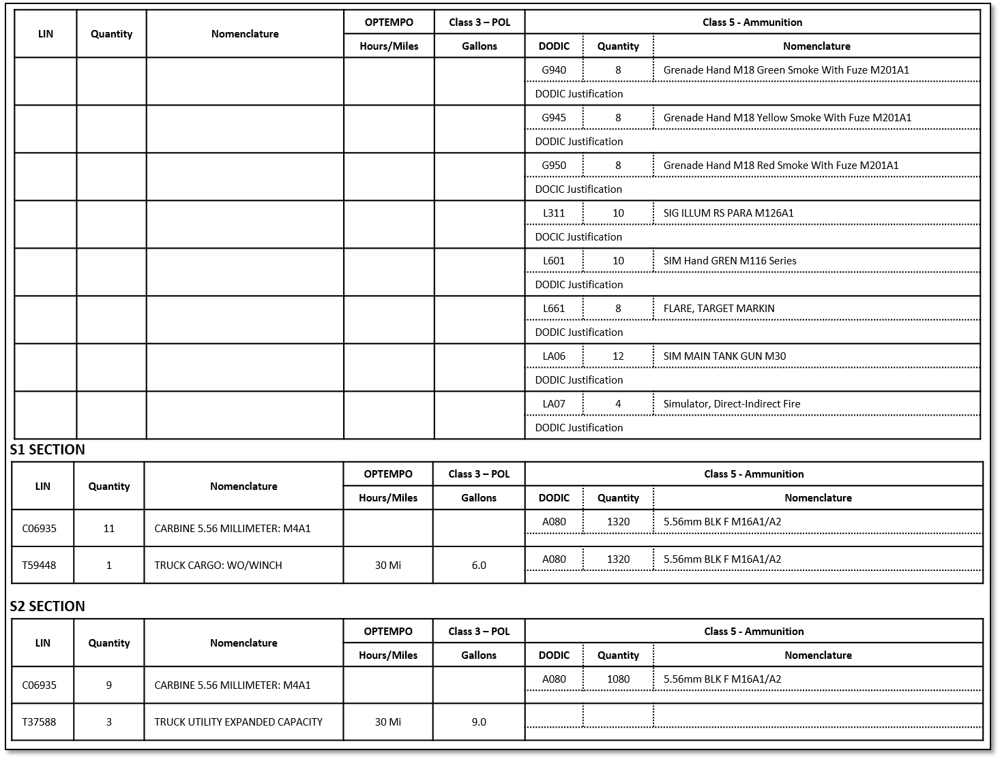 LIN Quantity Nomenclature OPTEMPO Class 3 – POL Class 5 - Ammunition
Hours/Miles Gallons DODIC Quantity Nomenclature
G940 8 Grenade Hand M18 Green Smoke With Fuze M201A1
DODIC Justification
G945 8 Grenade Hand M18 Yellow Smoke With Fuze M201A1
DODIC Justification
G950 8 Grenade Hand M18 Red Smoke With Fuze M201A1
DOCIC Justification
L311 10 SIG ILLUM RS PARA M126A1
DOCIC Justification
L601 10 SIM Hand GREN M116 Series
DODIC Justification
L661 8 FLARE, TARGET MARKIN
DODIC Justification
LA06 12 SIM MAIN TANK GUN M30
DODIC Justification
LA07 4 Simulator, Direct-Indirect Fire
DODIC Justification
S1 SECTION
LIN Quantity Nomenclature OPTEMPO Class 3 – POL Class 5 - Ammunition
Hours/Miles Gallons DODIC Quantity Nomenclature
C06935 11 CARBINE 5.56 MILLIMETER: M4A1 A080 1320 5.56mm BLK F M16A1/A2
T59448 1 TRUCK CARGO: WO/WINCH 30 Mi 6.0 A080 1320 5.56mm BLK F M16A1/A2
S2 SECTION
LIN Quantity Nomenclature OPTEMPO Class 3 – POL Class 5 - Ammunition
Hours/Miles Gallons DODIC Quantity Nomenclature
C06935 9 CARBINE 5.56 MILLIMETER: M4A1 A080 1080 5.56mm BLK F M16A1/A2
T37588 3 TRUCK UTILITY EXPANDED CAPACITY 30 Mi 9.0